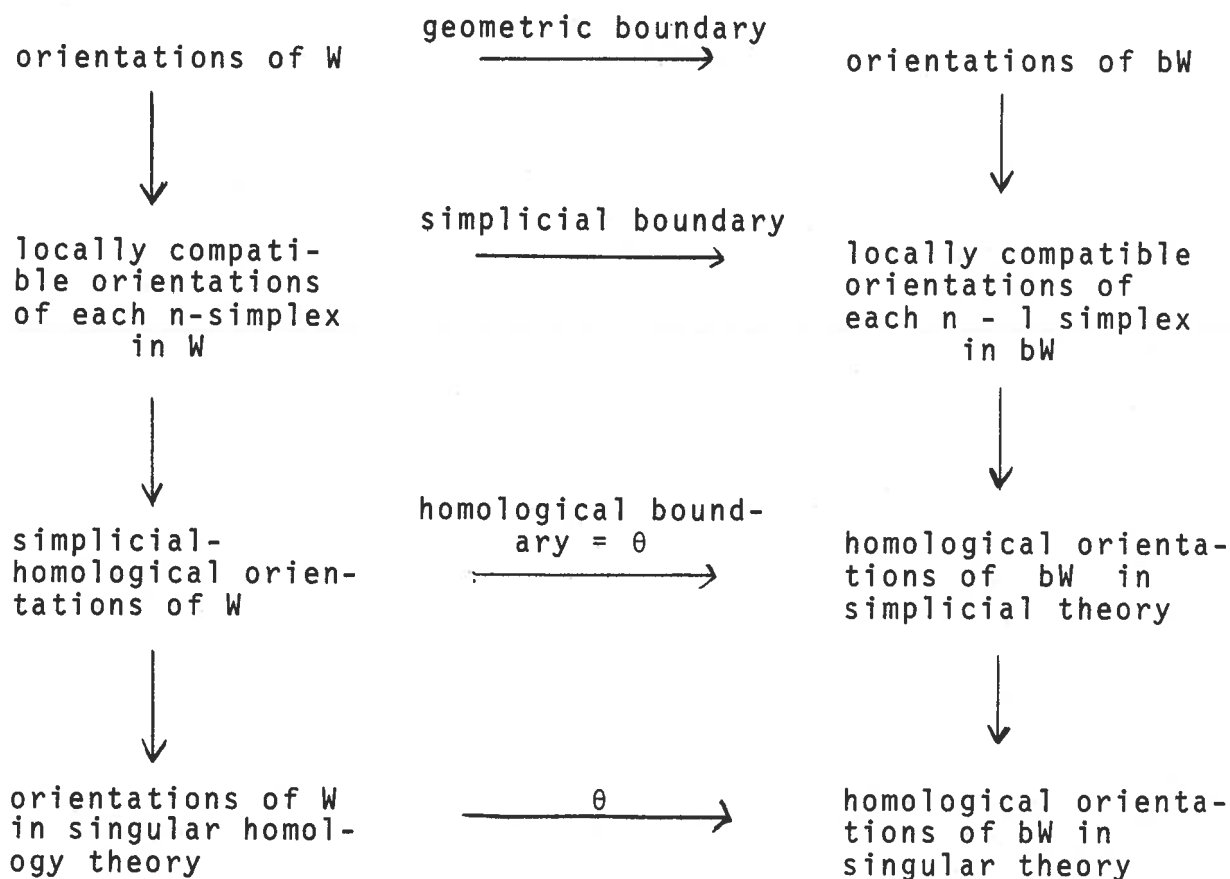 orientations of W
geometric boundary
orientations of bW
simplicial boundary
locally compati-
ble orientations
of each n-simplex
in W
locally compatible
orientations of
each n - 1 simplex
in bW
homological bound-
ary = θ
simplicial-
homological orien-
tations of W
homological orienta-
tions of bW in
simplicial theory
orientations of W
in singular homol-
ogy theory
θ
homological orienta-
tions of bW in
singular theory